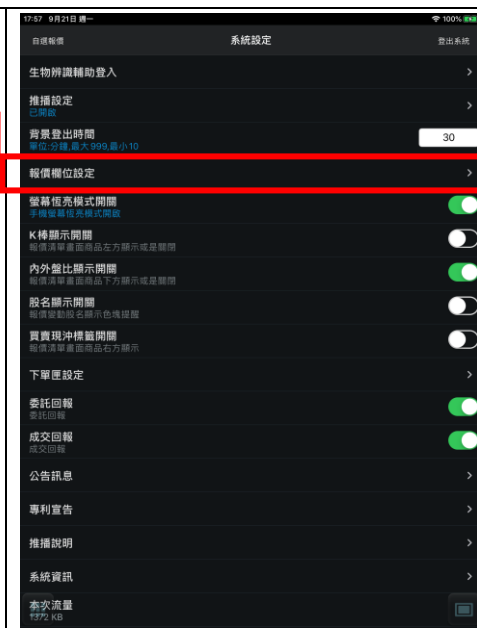 17:57 9月21日 週一
100%
自選報價
系統設定
登出系統
生物辨識輔助登入
推播設定
已開啟
背景登出時間
單位:分鐘,最大999,最小10
30
報價欄位設定
螢幕恆亮模式開關
手機螢幕恆亮模式開啟
K棒顯示開關
報價清單畫面商品左方顯示或是關閉
內外盤比顯示開關
報價清單畫面商品下方顯示或是關閉
股名顯示開關
報價變動股名顯示色塊提醒
買賣現沖標籤開關
報價清單畫面商品右方顯示
下單匣設定
委託回報
委託回報
成交回報
成交回報
公告訊息
專利宣告
推播說明
系統資訊
本次流量
1372 KB